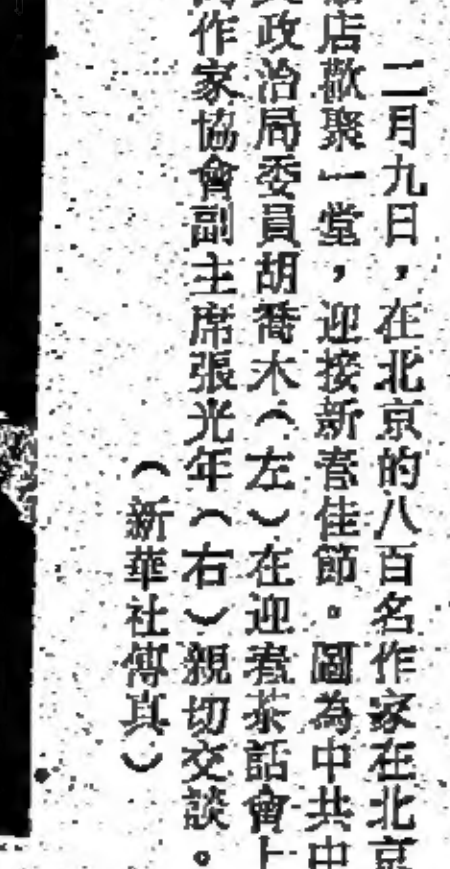 二月九日，在北京的八百名作家在北京
店歡聚一堂，迎接新春佳節。圖為中共中
政治局委員胡喬木（左）在迎春茶話會上
作家協會副主席張光年（右）親切交談。
（新華社傳真）